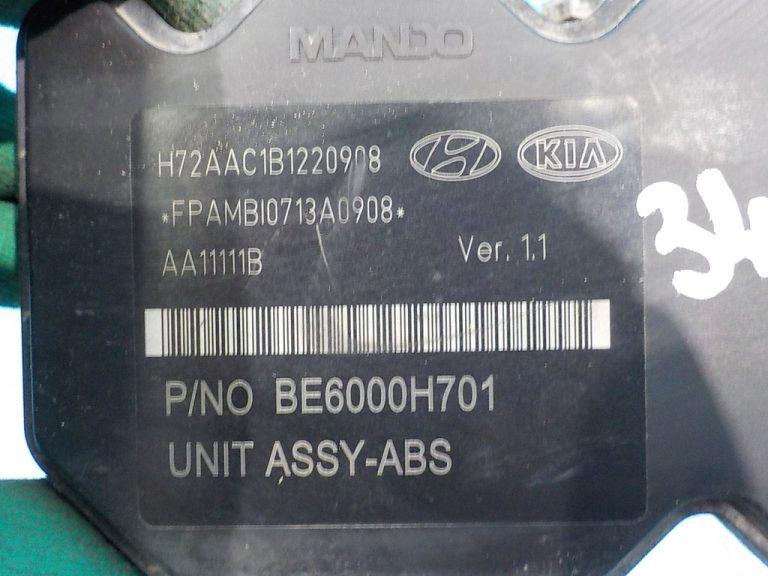 MANDO
H72AAC1B1220908 KIA
*FPAMBI0713A0908*
AA11111B Ver. 1.1
P/NO BE6000H701
UNIT ASSY-ABS